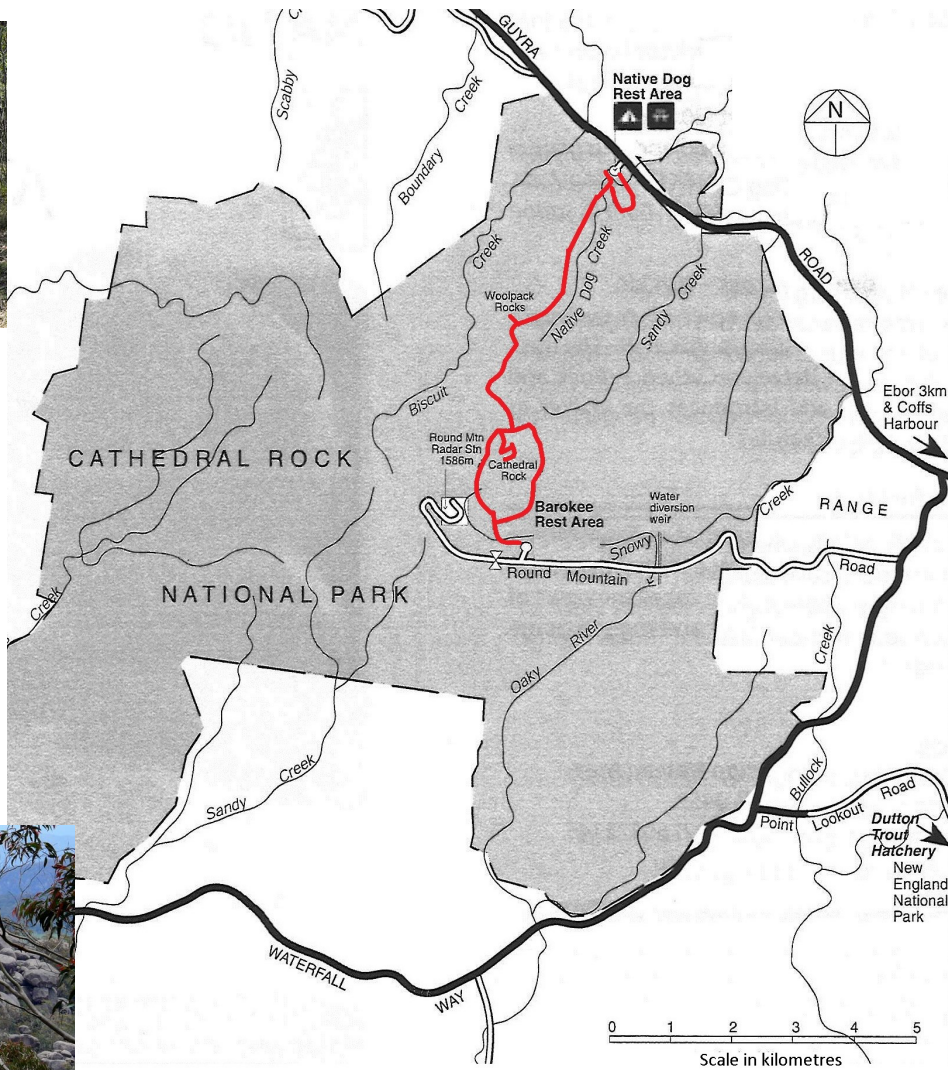 GUYRA
Scabby
Creek
Boundary
Creek
Native Dog
Rest Area
N
Creek
Native Dog Creek
Sandy Creek
ROAD
Woolpack
Rocks
Biscuit
Ebor 3km
& Coffs
Harbour
Round Mtn
Radar Stn
1586m
Cathedral
Rock
CATHEDRAL ROCK
Barokee
Rest Area
Water
diversion
weir
Creek
RANGE
Snowy
Road
Round Mountain
NATIONAL PARK
Creek
Oaky River
Creek
Sandy Creek
Bullock
Point Lookout Road
Dutton
Trout
Hatchery
New
England
National
Park
WATERFALL
WAY
0 1 2 3 4 5
Scale in kilometres